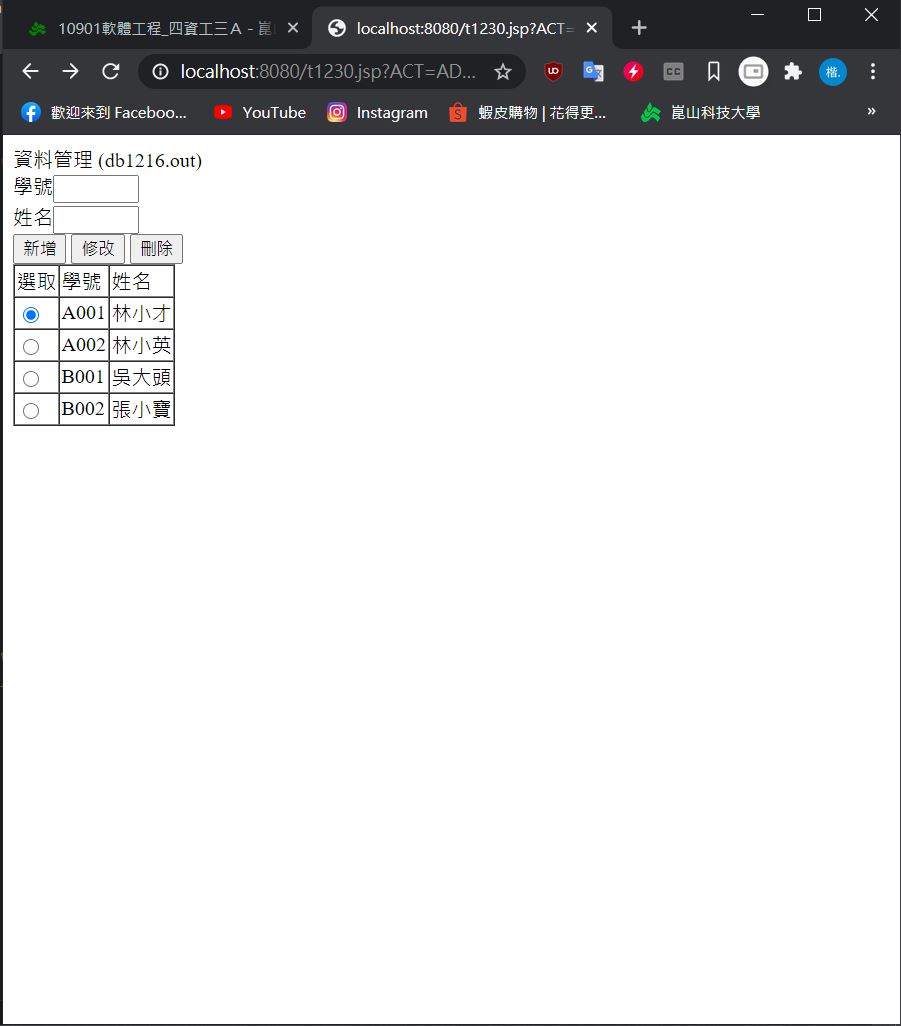 10901軟體工程_四資工三A - 崑
localhost:8080/t1230.jsp?ACT=
localhost:8080/t1230.jsp?ACT=AD...
UD
CC
楷.
歡迎來到 Faceboo...
YouTube
Instagram
蝦皮購物 | 花得更...
崑山科技大學
»
資料管理 (db1216.out)
學號
姓名
新增 修改 刪除
選取 學號 姓名
A001 林小才
A002 林小英
B001 吳大頭
B002 張小寶